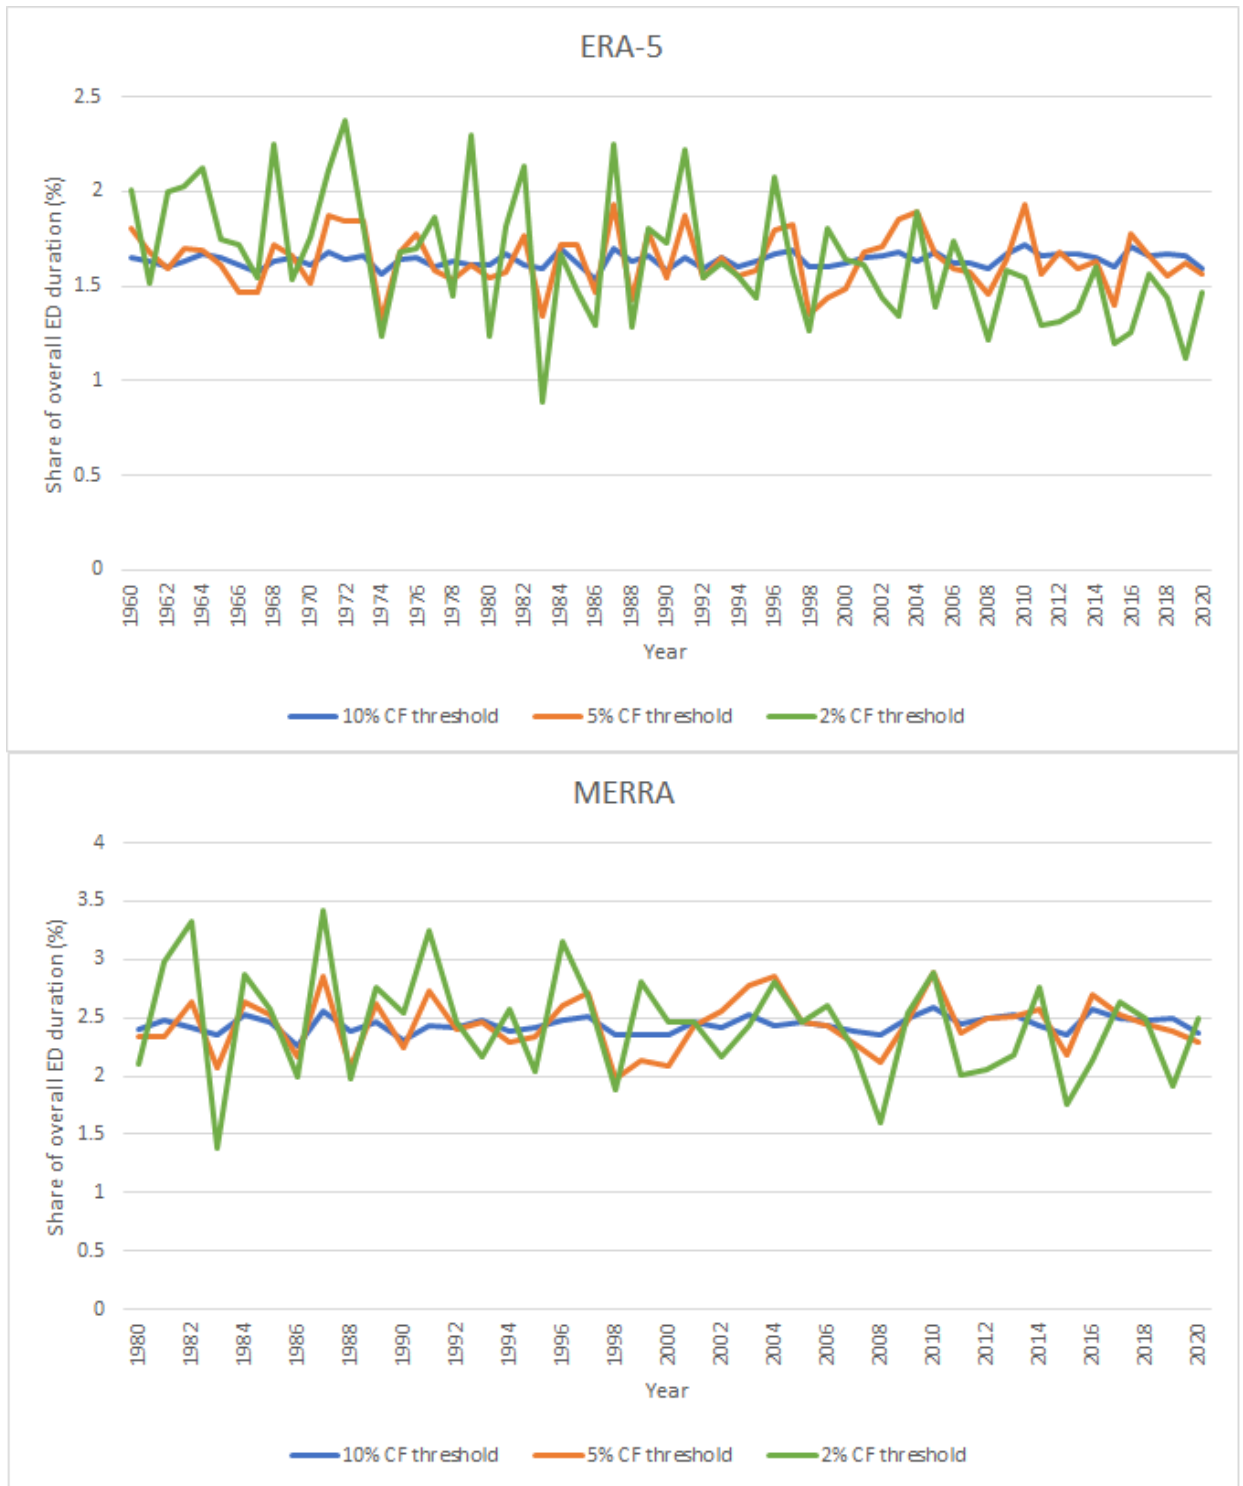 ERA-5
2.5
2
1.5
1
0.5
0
Share of overall ED duration (%)
1960 1962 1964 1966 1968 1970 1972 1974 1976 1978 1980 1982 1984 1986 1988 1990 1992 1994 1996 1998 2000 2002 2004 2006 2008 2010 2012 2014 2016 2018 2020
Year
10% CF threshold 5% CF threshold 2% CF threshold
MERRA
4
3.5
3
2.5
2
1.5
1
0.5
0
Share of overall ED duration (%)
1980 1982 1984 1986 1988 1990 1992 1994 1996 1998 2000 2002 2004 2006 2008 2010 2012 2014 2016 2018 2020
Year
10% CF threshold 5% CF threshold 2% CF threshold